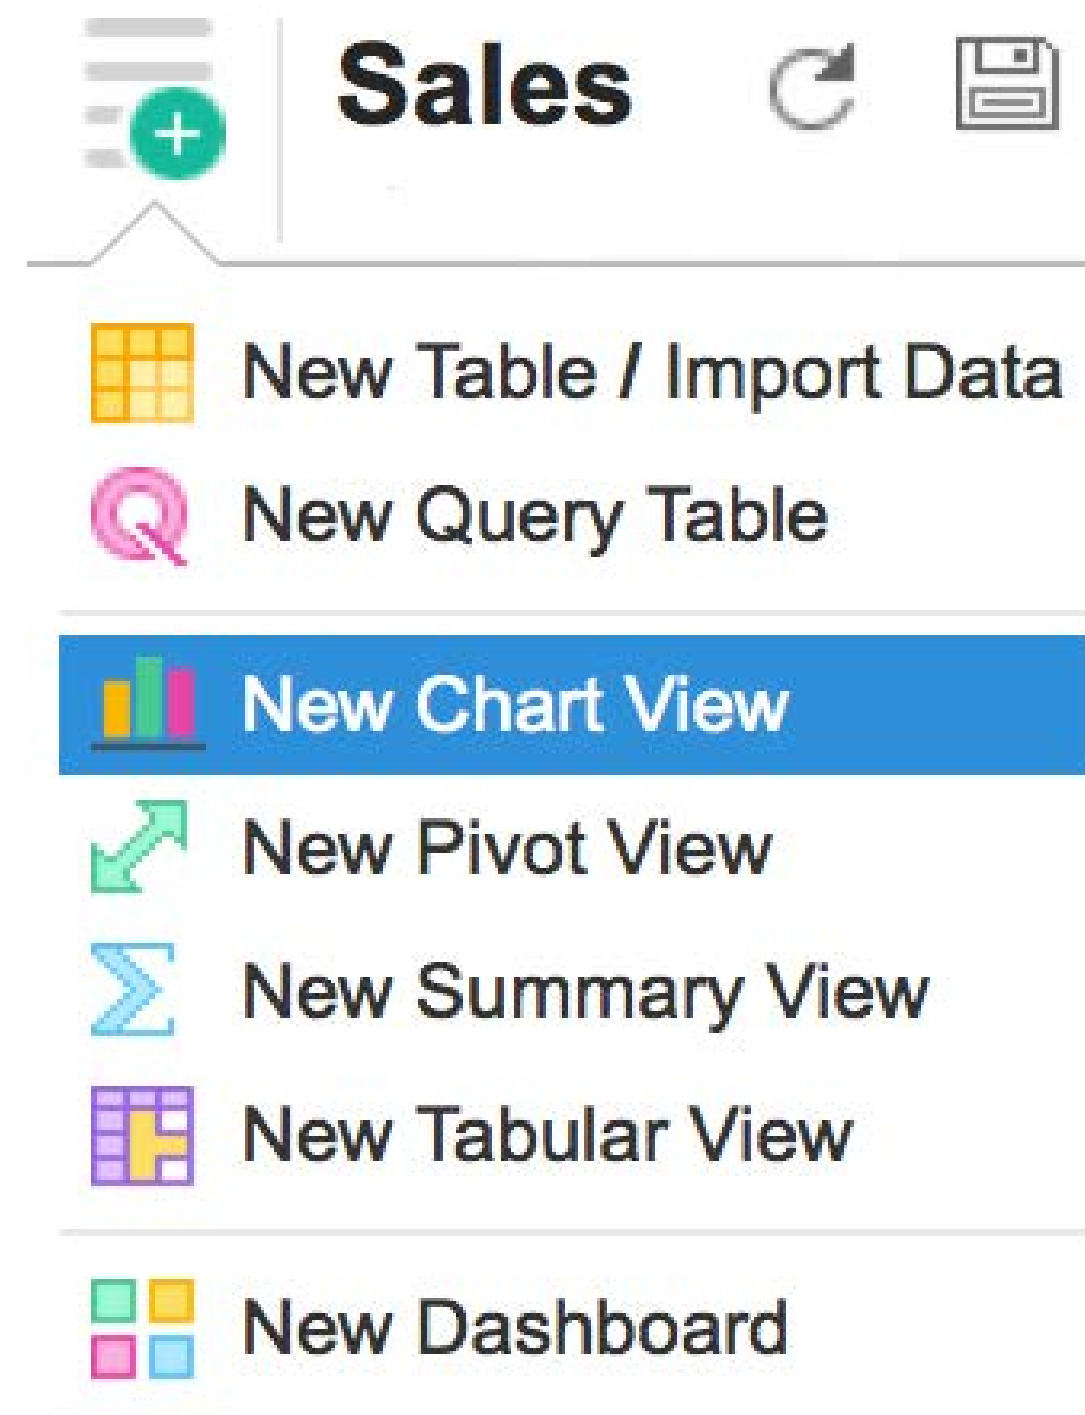 Sales
New Table / Import Data
New Query Table
New Chart View
New Pivot View
New Summary View
New Tabular View
New Dashboard